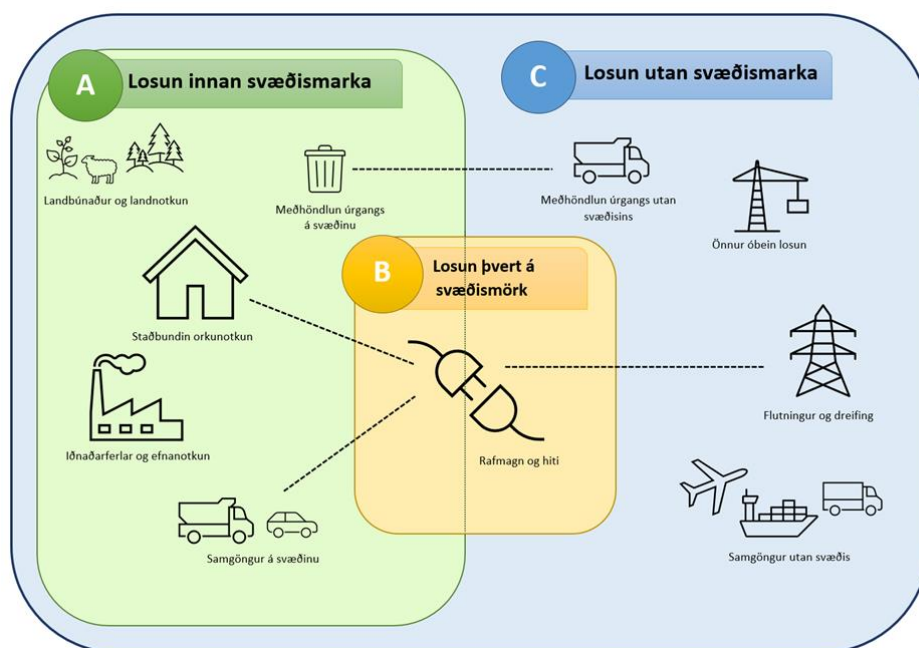 A
Losun innan svæðismarka
Landbúnaður og landnotkun
Meðhöndlun úrgangs
á svæðinu
Staðbundin orkunotkun
Iðnaðarferlar og efnanotkun
Samgöngur á svæðinu
B
Losun þvert á
svæðismörk
Rafmagn og hiti
C
Losun utan svæðismarka
Meðhöndlun úrgangs utan
svæðisins
Önnur óbein losun
Flutningur og dreifing
Samgöngur utan svæðis